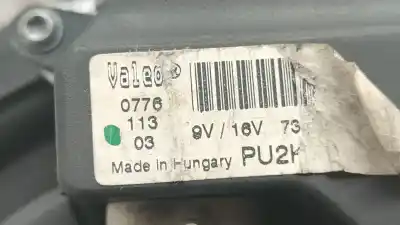 Valeo
0776
113
03
9V / 16V 73
Made in Hungary PU2